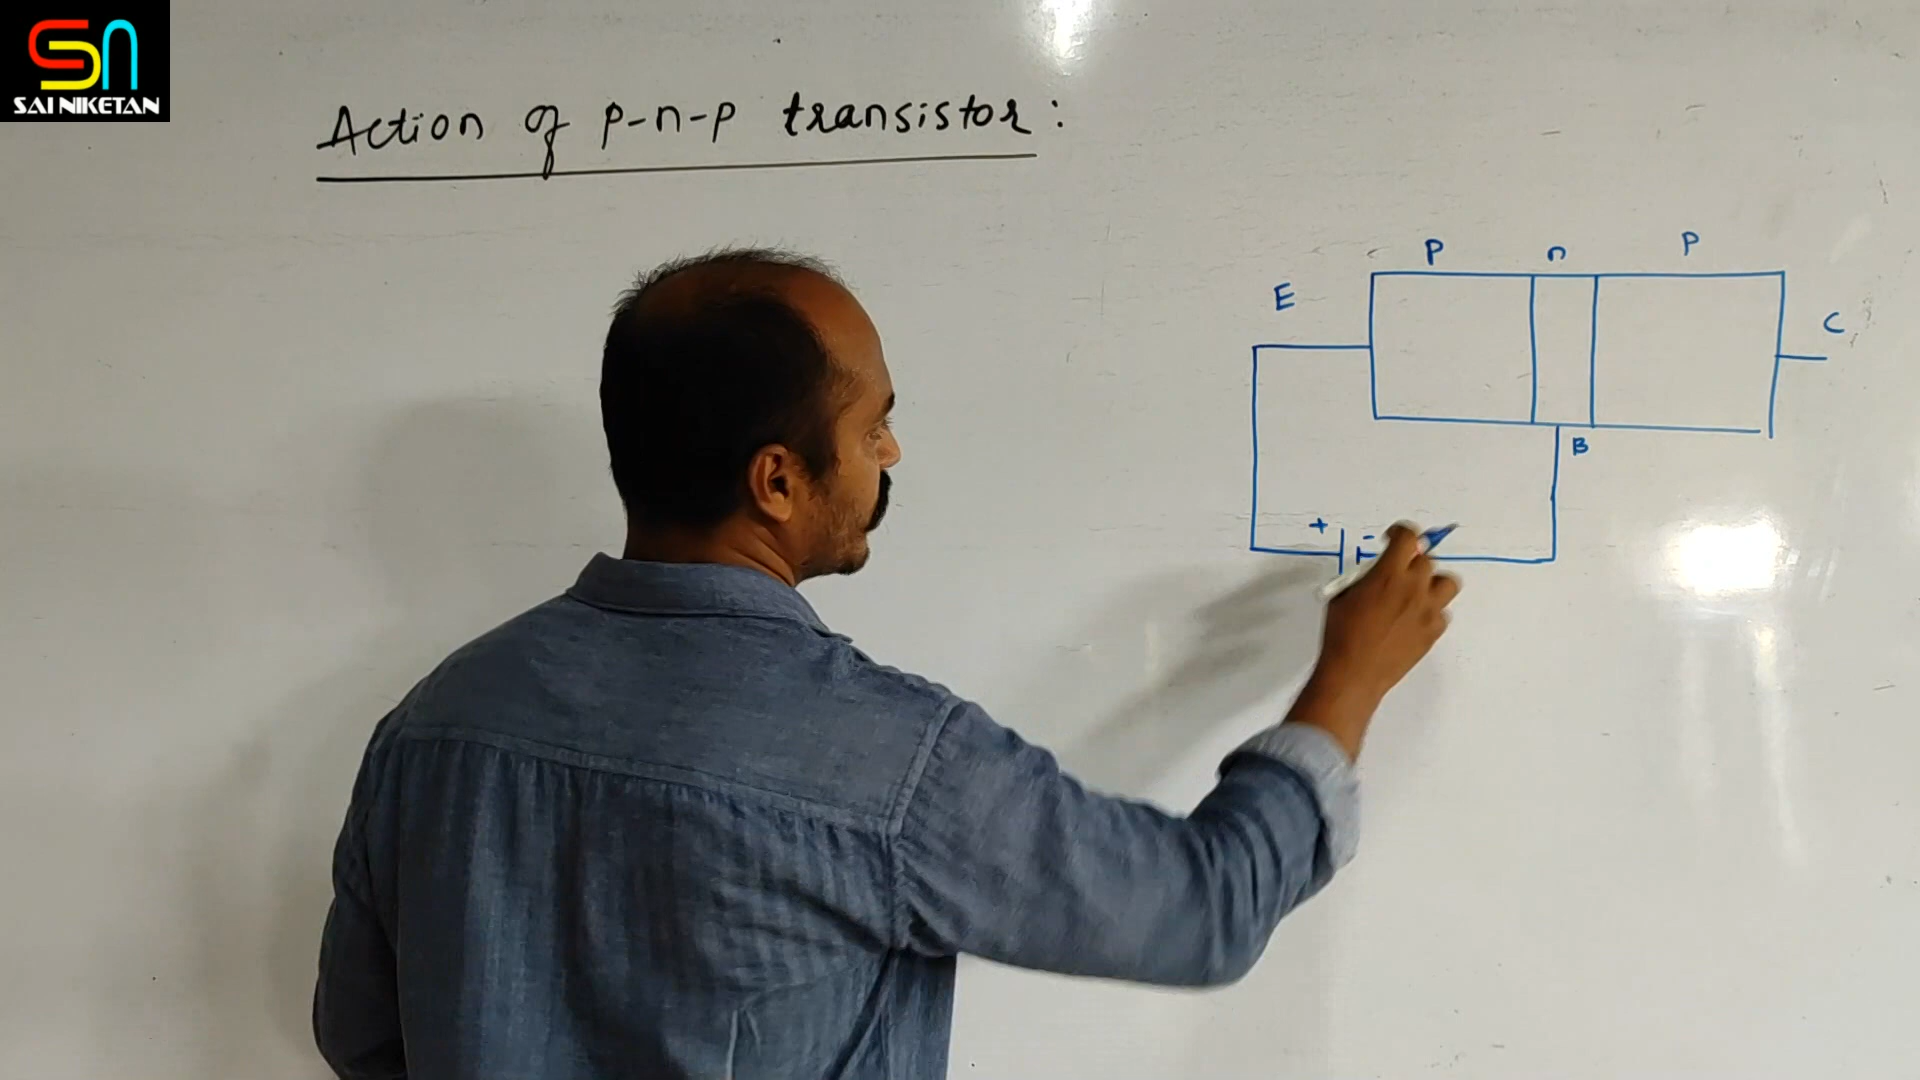 SN
SAI NIKETAN
Action of p-n-p transistor:
P n P
E
C
B
+ -